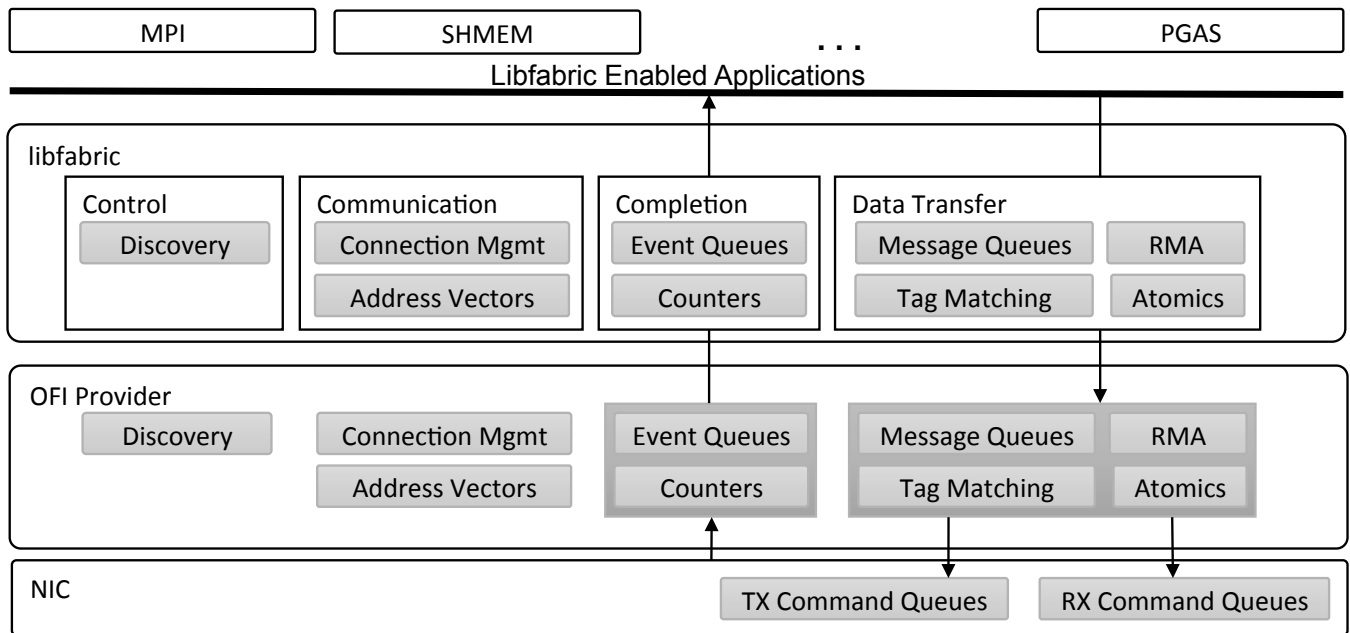 MPI
SHMEM
. . .
PGAS
Libfabric Enabled Applications
libfabric
Control
Discovery
Communication
Connection Mgmt
Address Vectors
Completion
Event Queues
Counters
Data Transfer
Message Queues
RMA
Tag Matching
Atomics
OFI Provider
Discovery
Connection Mgmt
Address Vectors
Event Queues
Counters
Message Queues
RMA
Tag Matching
Atomics
NIC
TX Command Queues
RX Command Queues